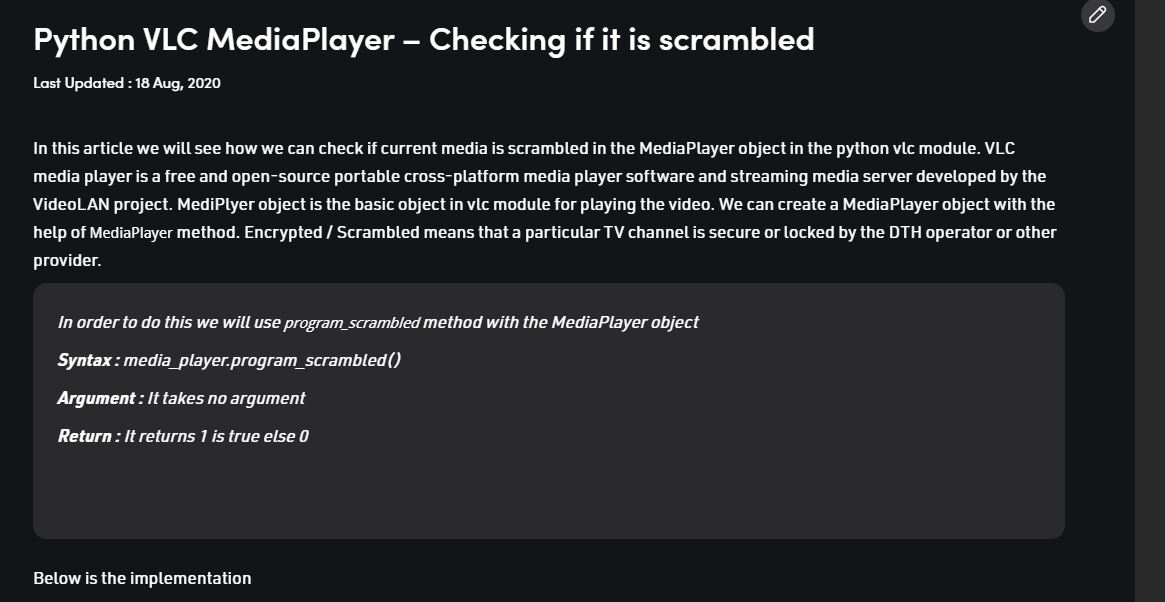 Python VLC MediaPlayer – Checking if it is scrambled
Last Updated : 18 Aug, 2020
In this article we will see how we can check if current media is scrambled in the MediaPlayer object in the python vlc module. VLC
media player is a free and open-source portable cross-platform media player software and streaming media server developed by the
VideoLAN project. MediPlyer object is the basic object in vlc module for playing the video. We can create a MediaPlayer object with the
help of MediaPlayer method. Encrypted / Scrambled means that a particular TV channel is secure or locked by the DTH operator or other
provider.
In order to do this we will use program_scrambled method with the MediaPlayer object
Syntax : media_player.program_scrambled()
Argument : It takes no argument
Return : It returns 1 is true else 0
Below is the implementation